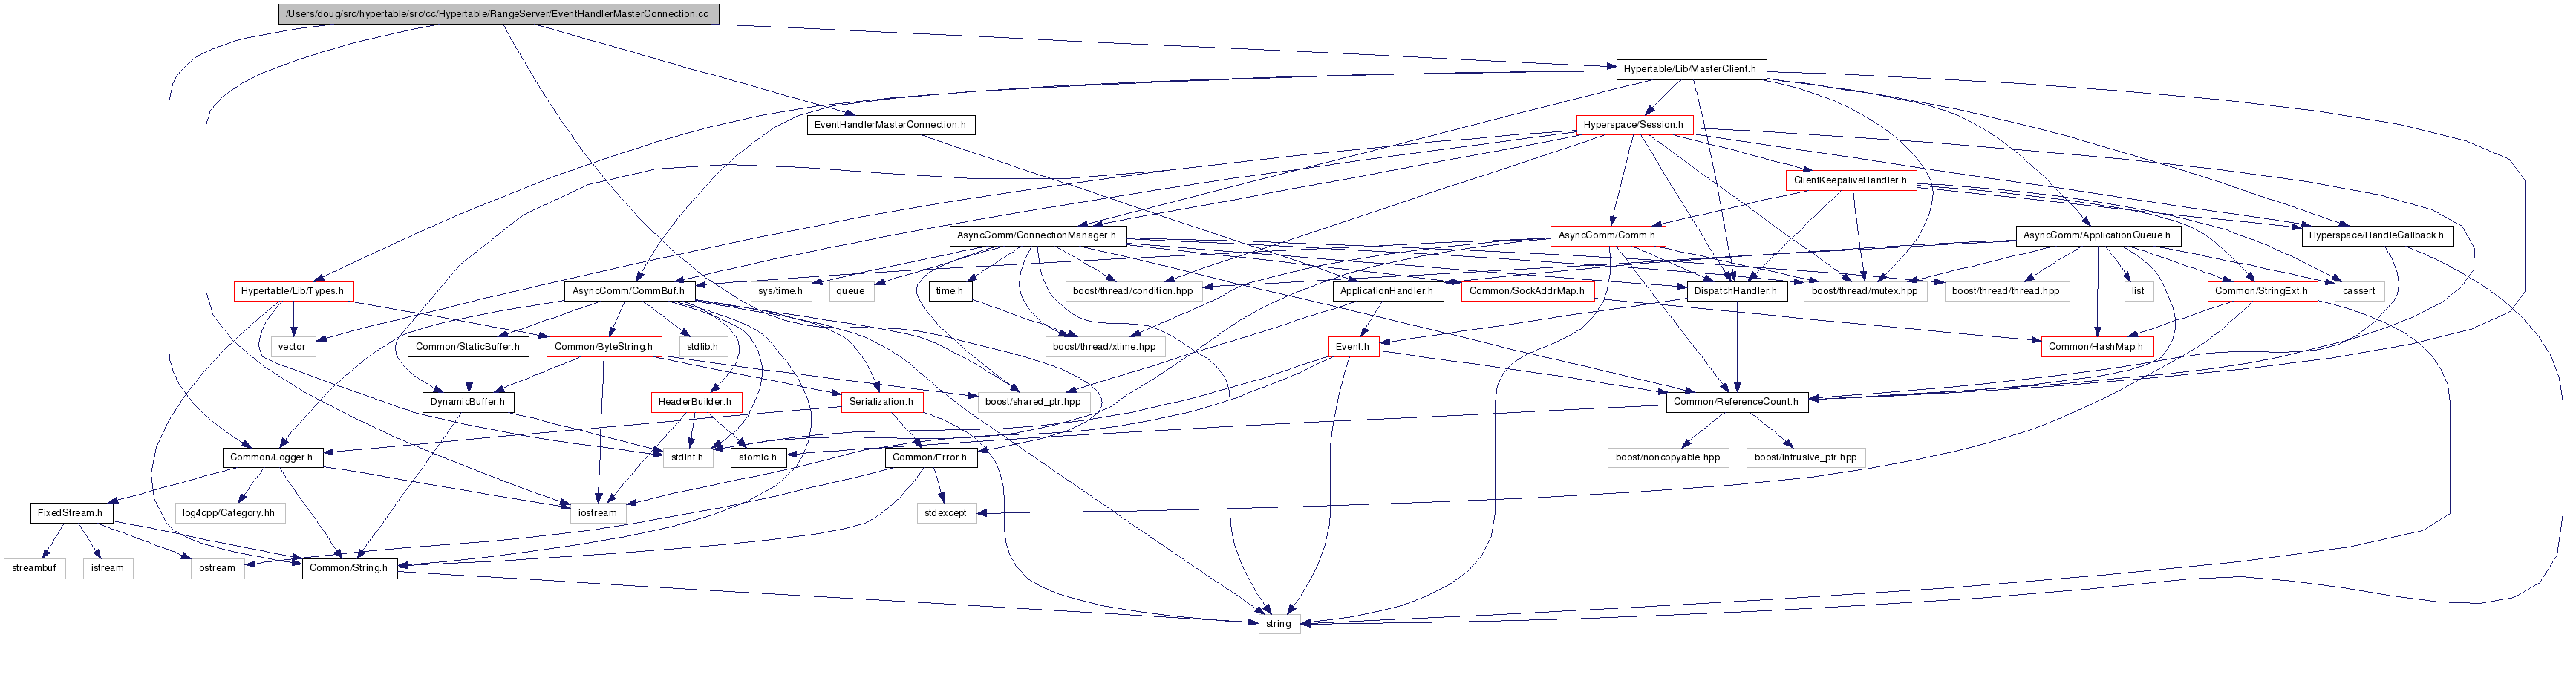 /Users/doug/src/hypertable/src/cc/Hypertable/RangeServer/EventHandlerMasterConnection.cc
Hypertable/Lib/MasterClient.h
EventHandlerMasterConnection.h
Hyperspace/Session.h
ClientKeepaliveHandler.h
AsyncComm/ConnectionManager.h
AsyncComm/Comm.h
AsyncComm/ApplicationQueue.h
Hyperspace/HandleCallback.h
Hypertable/Lib/Types.h
AsyncComm/CommBuf.h
sys/time.h
queue
time.h
boost/thread/condition.hpp
ApplicationHandler.h
Common/SockAddrMap.h
DispatchHandler.h
boost/thread/mutex.hpp
boost/thread/thread.hpp
list
Common/StringExt.h
cassert
vector
Common/StaticBuffer.h
Common/ByteString.h
stdlib.h
boost/thread/xtime.hpp
Event.h
Common/HashMap.h
DynamicBuffer.h
HeaderBuilder.h
Serialization.h
boost/shared_ptr.hpp
Common/ReferenceCount.h
Common/Logger.h
stdint.h
atomic.h
Common/Error.h
boost/noncopyable.hpp
boost/intrusive_ptr.hpp
FixedStream.h
log4cpp/Category.hh
iostream
stdexcept
streambuf
istream
ostream
Common/String.h
string